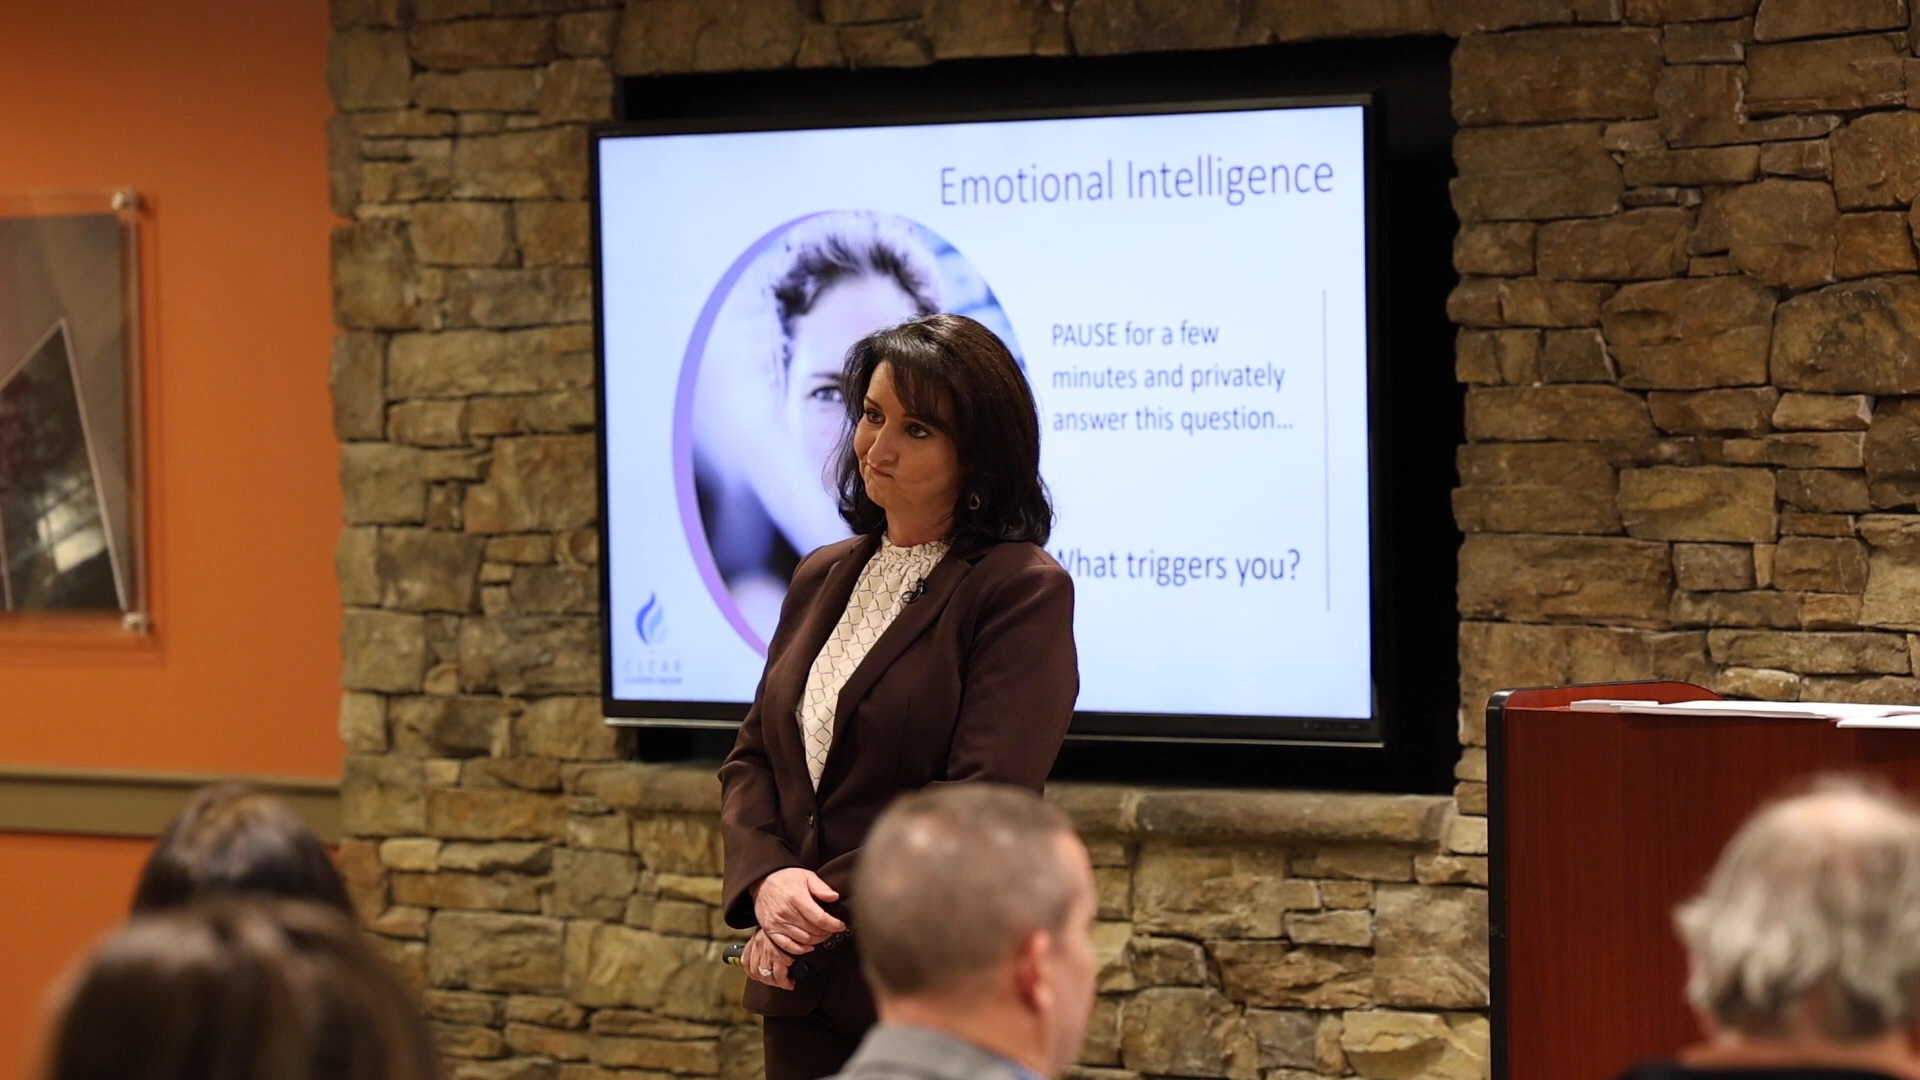 Emotional Intelligence
PAUSE for a few
minutes and privately
answer this question...
What triggers you?
CLEAR